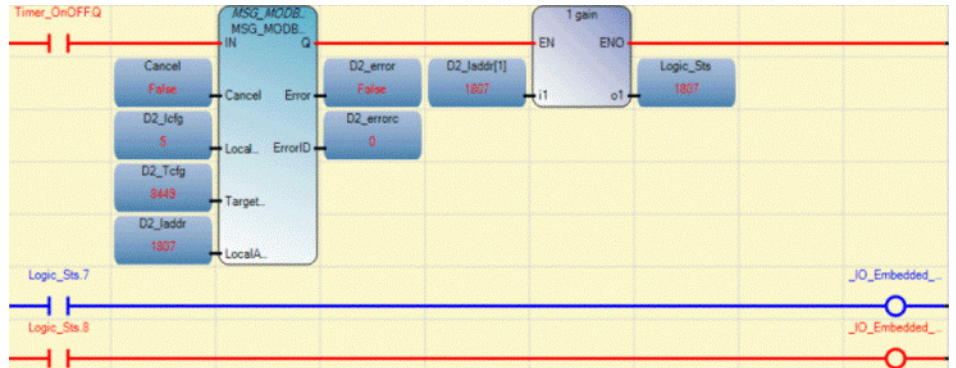 Timer_OnOFF.Q
MSG_MODB...
MSG_MODB...
IN Q
1 gain
EN ENO
Cancel
False
Cancel Error
D2_error
False
D2_laddr[1]
1807
i1 o1
Logic_Sts
1807
D2_lcfg
5
Local... ErrorID
D2_errorc
0
D2_Tcfg
8449
Target...
D2_laddr
1807
LocalA...
Logic_Sts.7
_IO_Embedded_...
Logic_Sts.8
_IO_Embedded_...